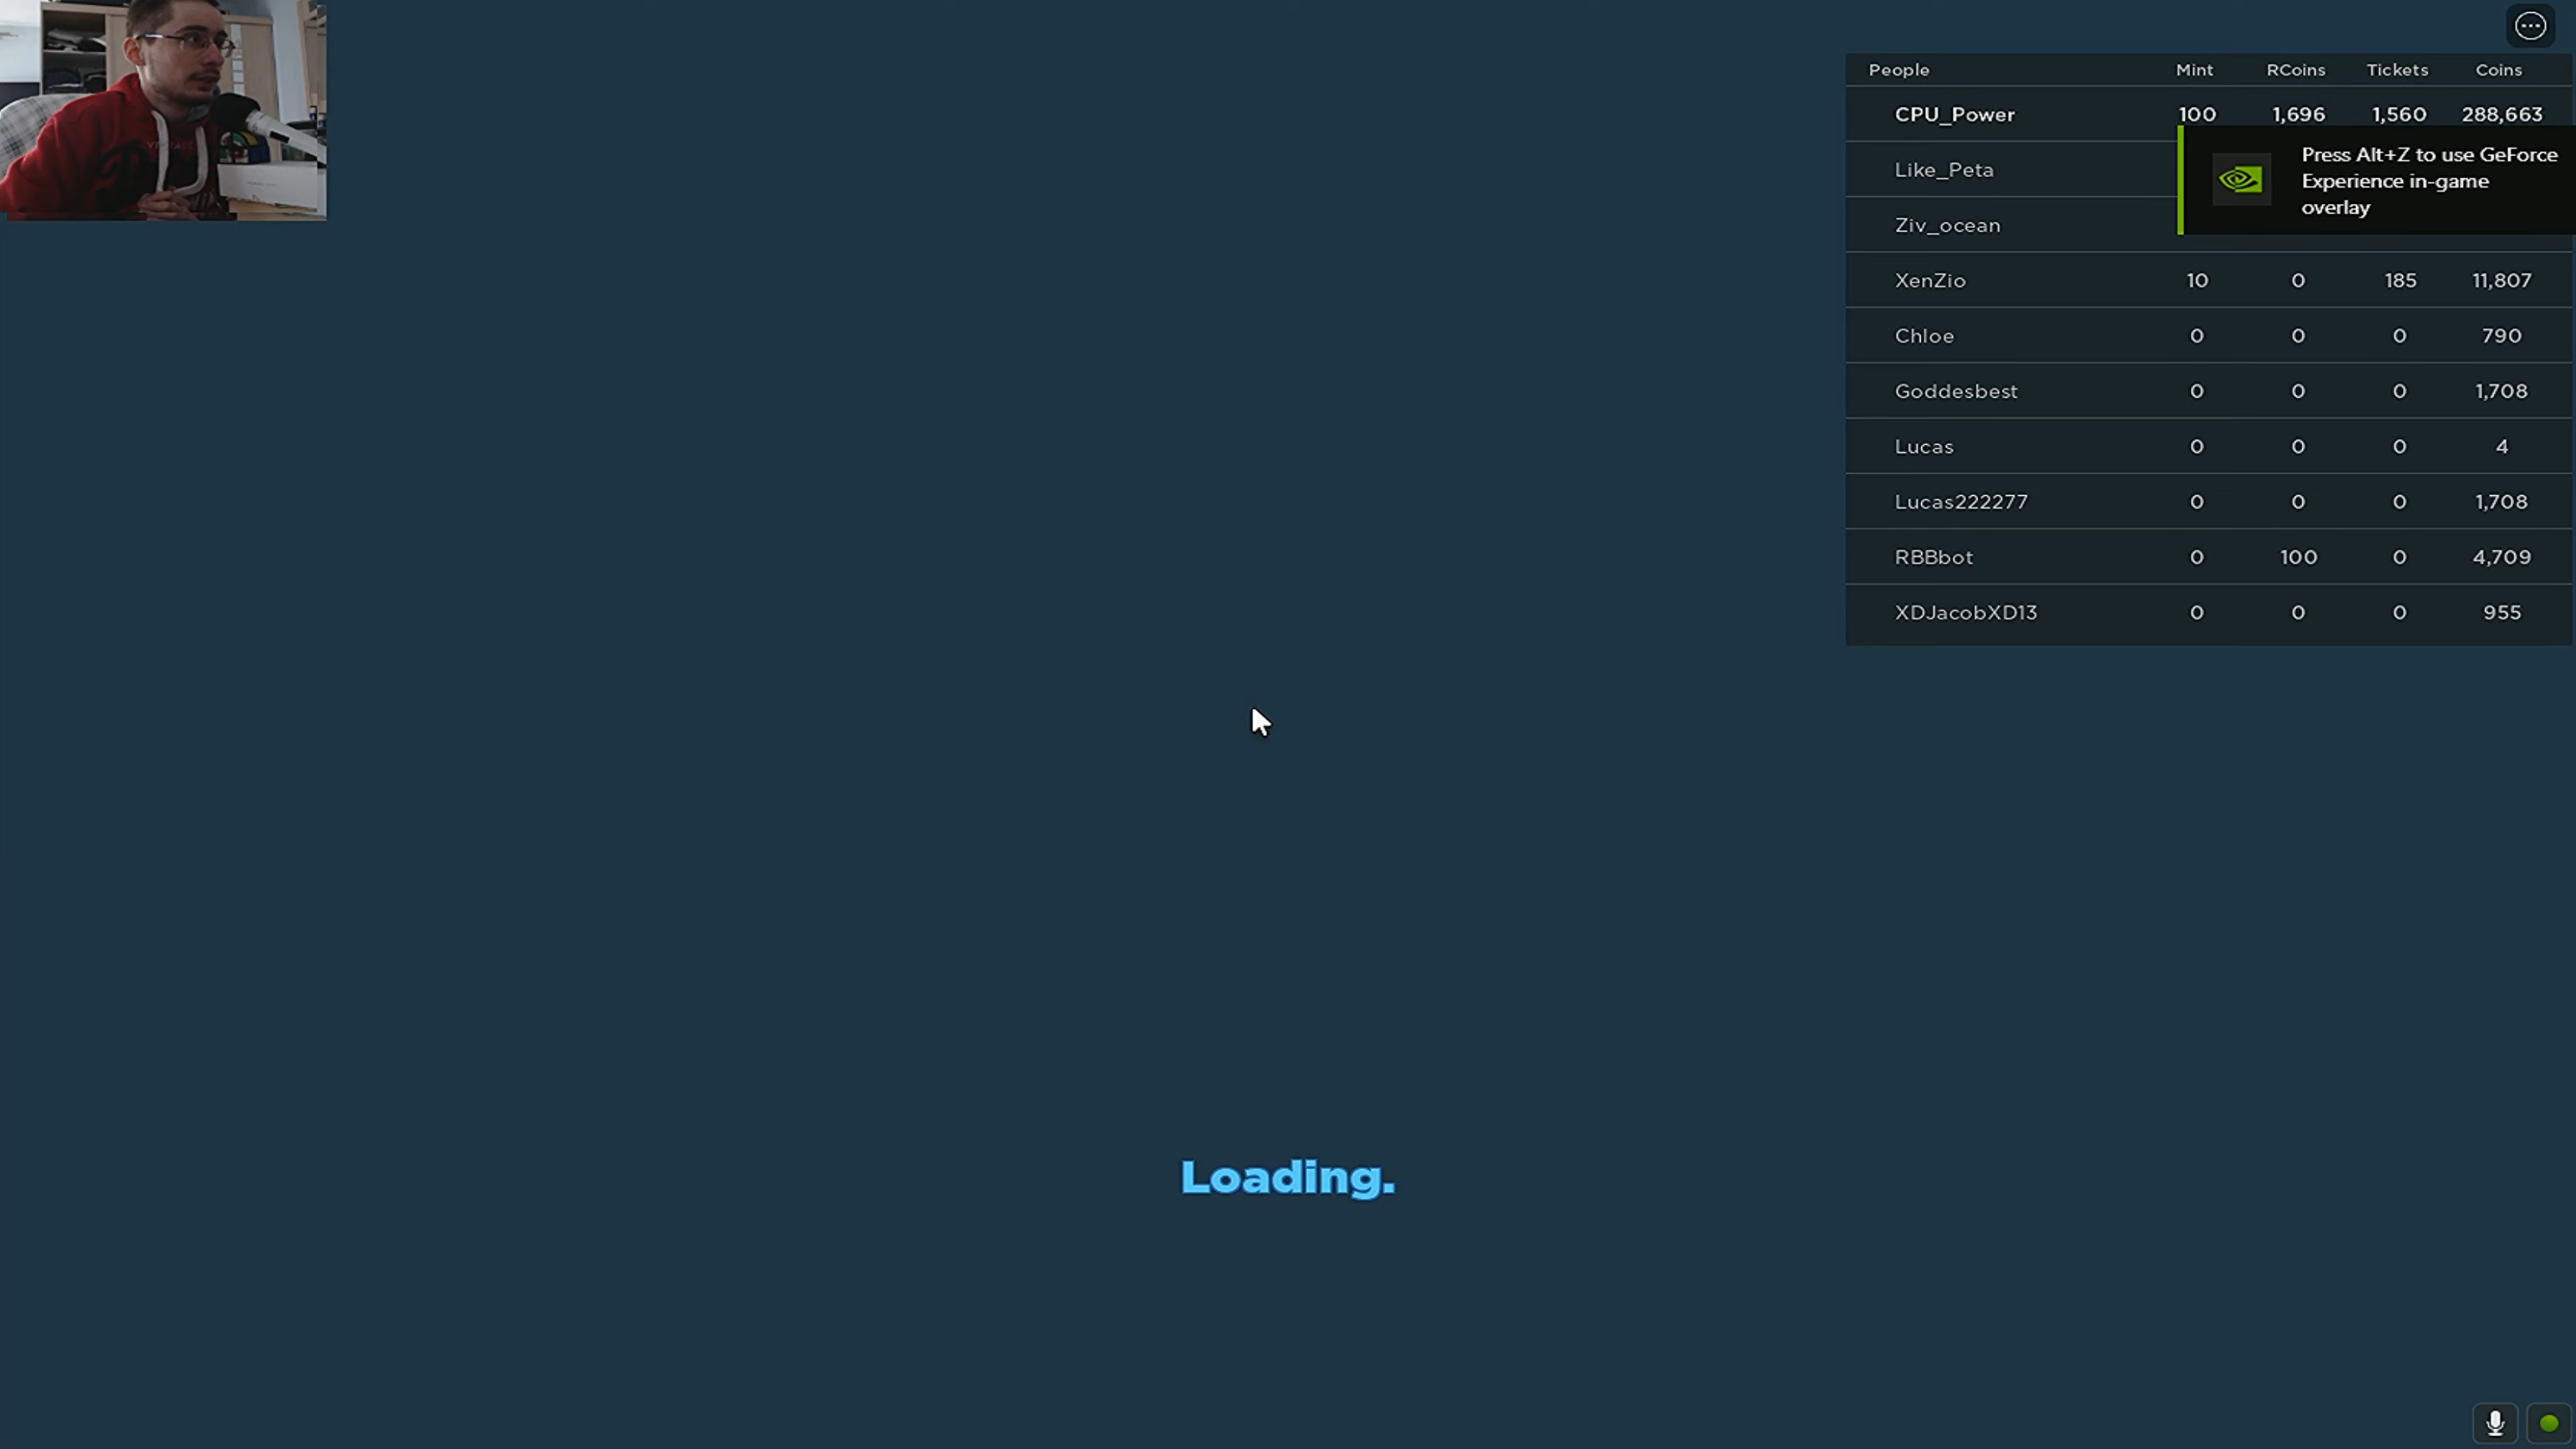 People Mint RCoins Tickets Coins
CPU_Power 100 1,696 1,560 288,663
Like_Peta
Ziv_ocean
Press Alt+Z to use GeForce
Experience in-game
overlay
XenZio 10 0 185 11,807
Chloe 0 0 0 790
Goddesbest 0 0 0 1,708
Lucas 0 0 0 4
Lucas222277 0 0 0 1,708
RBBbot 0 100 0 4,709
XDJacobXD13 0 0 0 955
Loading.